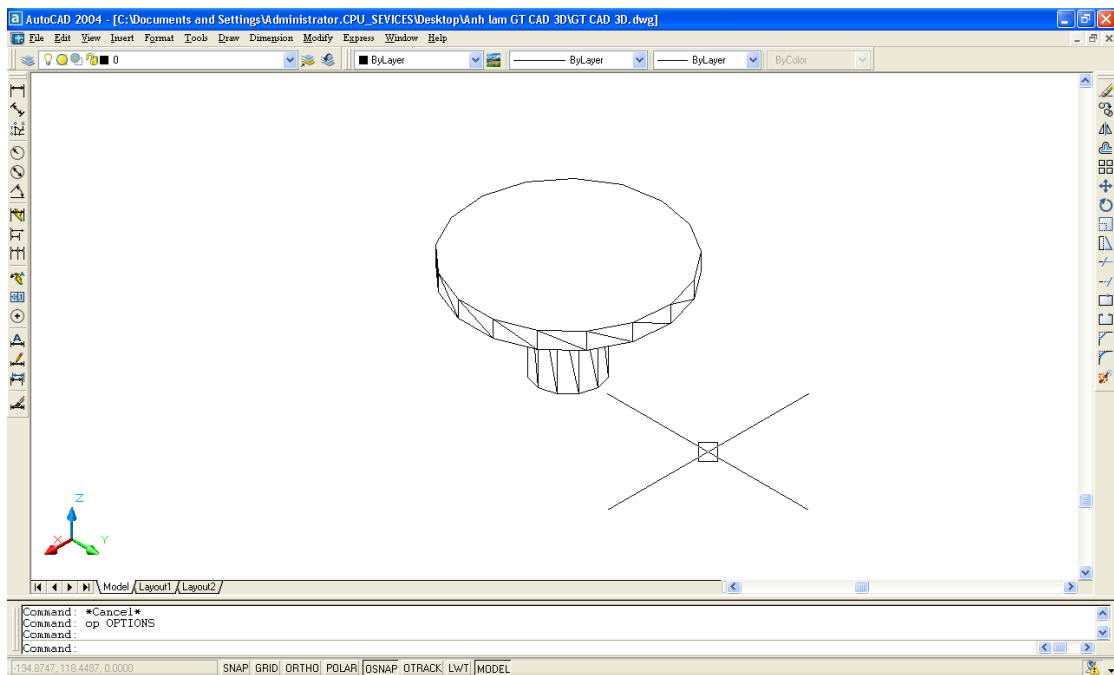 AutoCAD 2004 - [C:\Documents and Settings\Administrator.CPU_SEVICES\Desktop\Anh lam GT CAD 3D\GT CAD 3D.dwg]
File Edit View Insert Format Tools Draw Dimension Modify Express Window Help
0 ByLayer ByLayer ByLayer ByColor
Z
X Y
Model Layout1 Layout2
Command: *Cancel*
Command: op OPTIONS
Command:
Command:
-194.8747, 118.4487, 0.0000 SNAP GRID ORTHO POLAR OSNAP OTRACK LWT MODEL